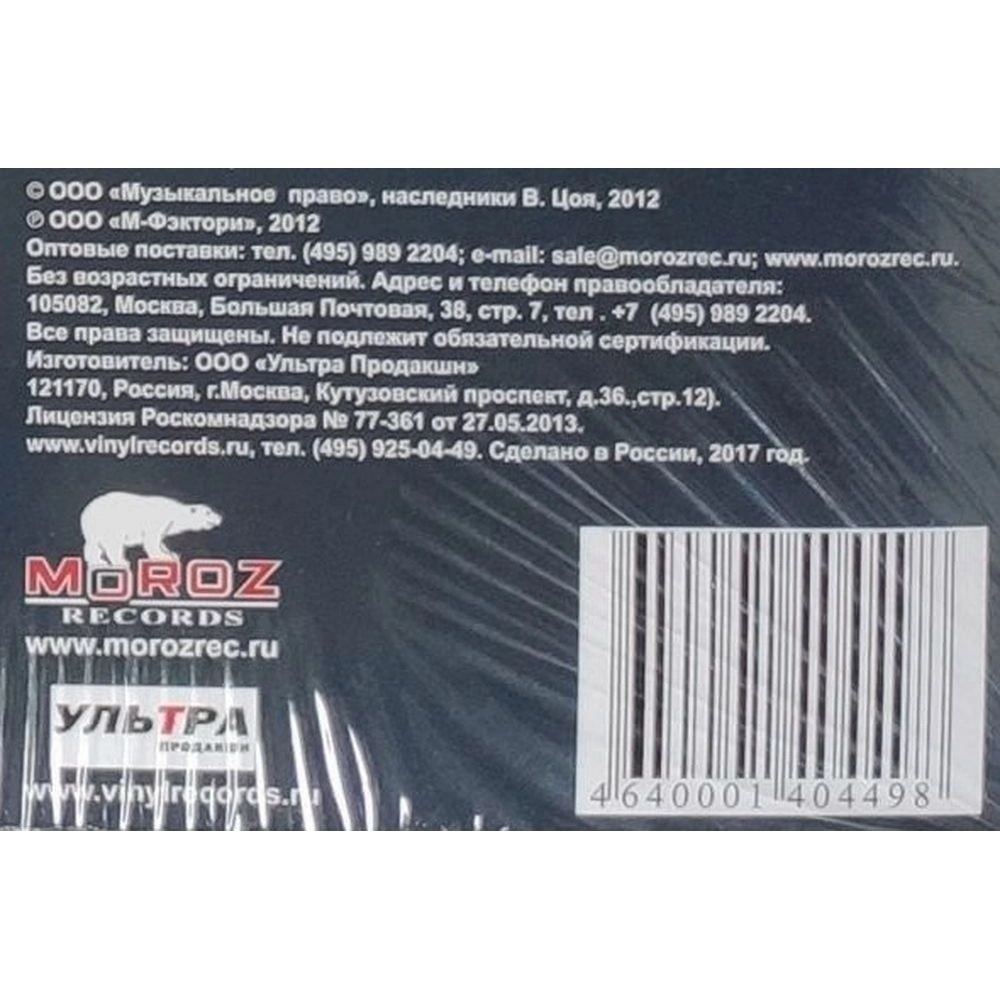 © ООО «Музыкальное право», наследники В. Цоя, 2012
℗ ООО «М-Фэктори», 2012
Оптовые поставки: тел. (495) 989 2204; e-mail: sale@morozrec.ru; www.morozrec.ru.
Без возрастных ограничений. Адрес и телефон правообладателя:
105082, Москва, Большая Почтовая, 38, стр. 7, тел . +7 (495) 989 2204.
Все права защищены. Не подлежит обязательной сертификации.
Изготовитель: ООО «Ультра Продакшн»
121170, Россия, г.Москва, Кутузовский проспект, д.36.,стр.12).
Лицензия Роскомнадзора № 77-361 от 27.05.2013.
www.vinylrecords.ru, тел. (495) 925-04-49. Сделано в России, 2017 год.
MOROZ
RECORDS
www.morozrec.ru
УЛЬТРА
ПРОДАКШН
www.vinylrecords.ru
4 640001 404498